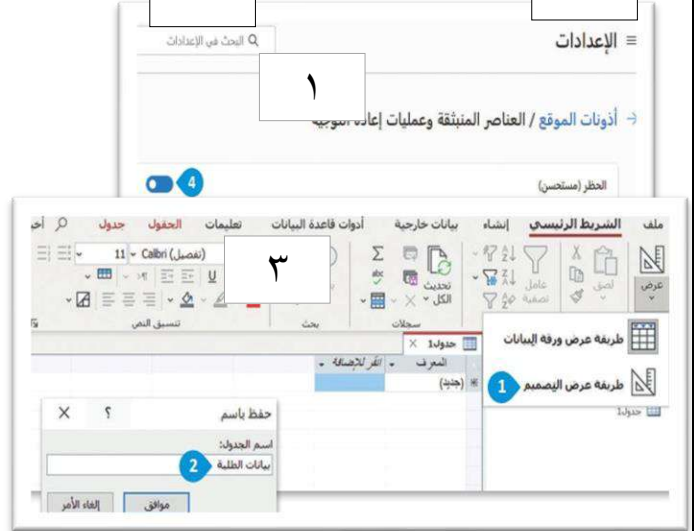 ≡ الإعدادات
البحث في الإعدادات
١
→ أذونات الموقع / العناصر المنبثقة وعمليات إعادة التوجيه
الحظر (مستحسن)
4
ملف الشريط الرئيسي إنشاء بيانات خارجية أدوات قاعدة البيانات تعليمات الحقول جدول
عرض
لصق
عامل تصفية
تحديث الكل
سجلات
بحث
(تفصيل) Calibri 11
تنسيق النص
٣
طريقة عرض ورقة البيانات
طريقة عرض التصميم 1
جدول1
جدول1 ×
المعرف انقر للإضافة
(جديد)
حفظ باسم ؟ ×
اسم الجدول:
بيانات الطلبة 2
موافق إلغاء الأمر